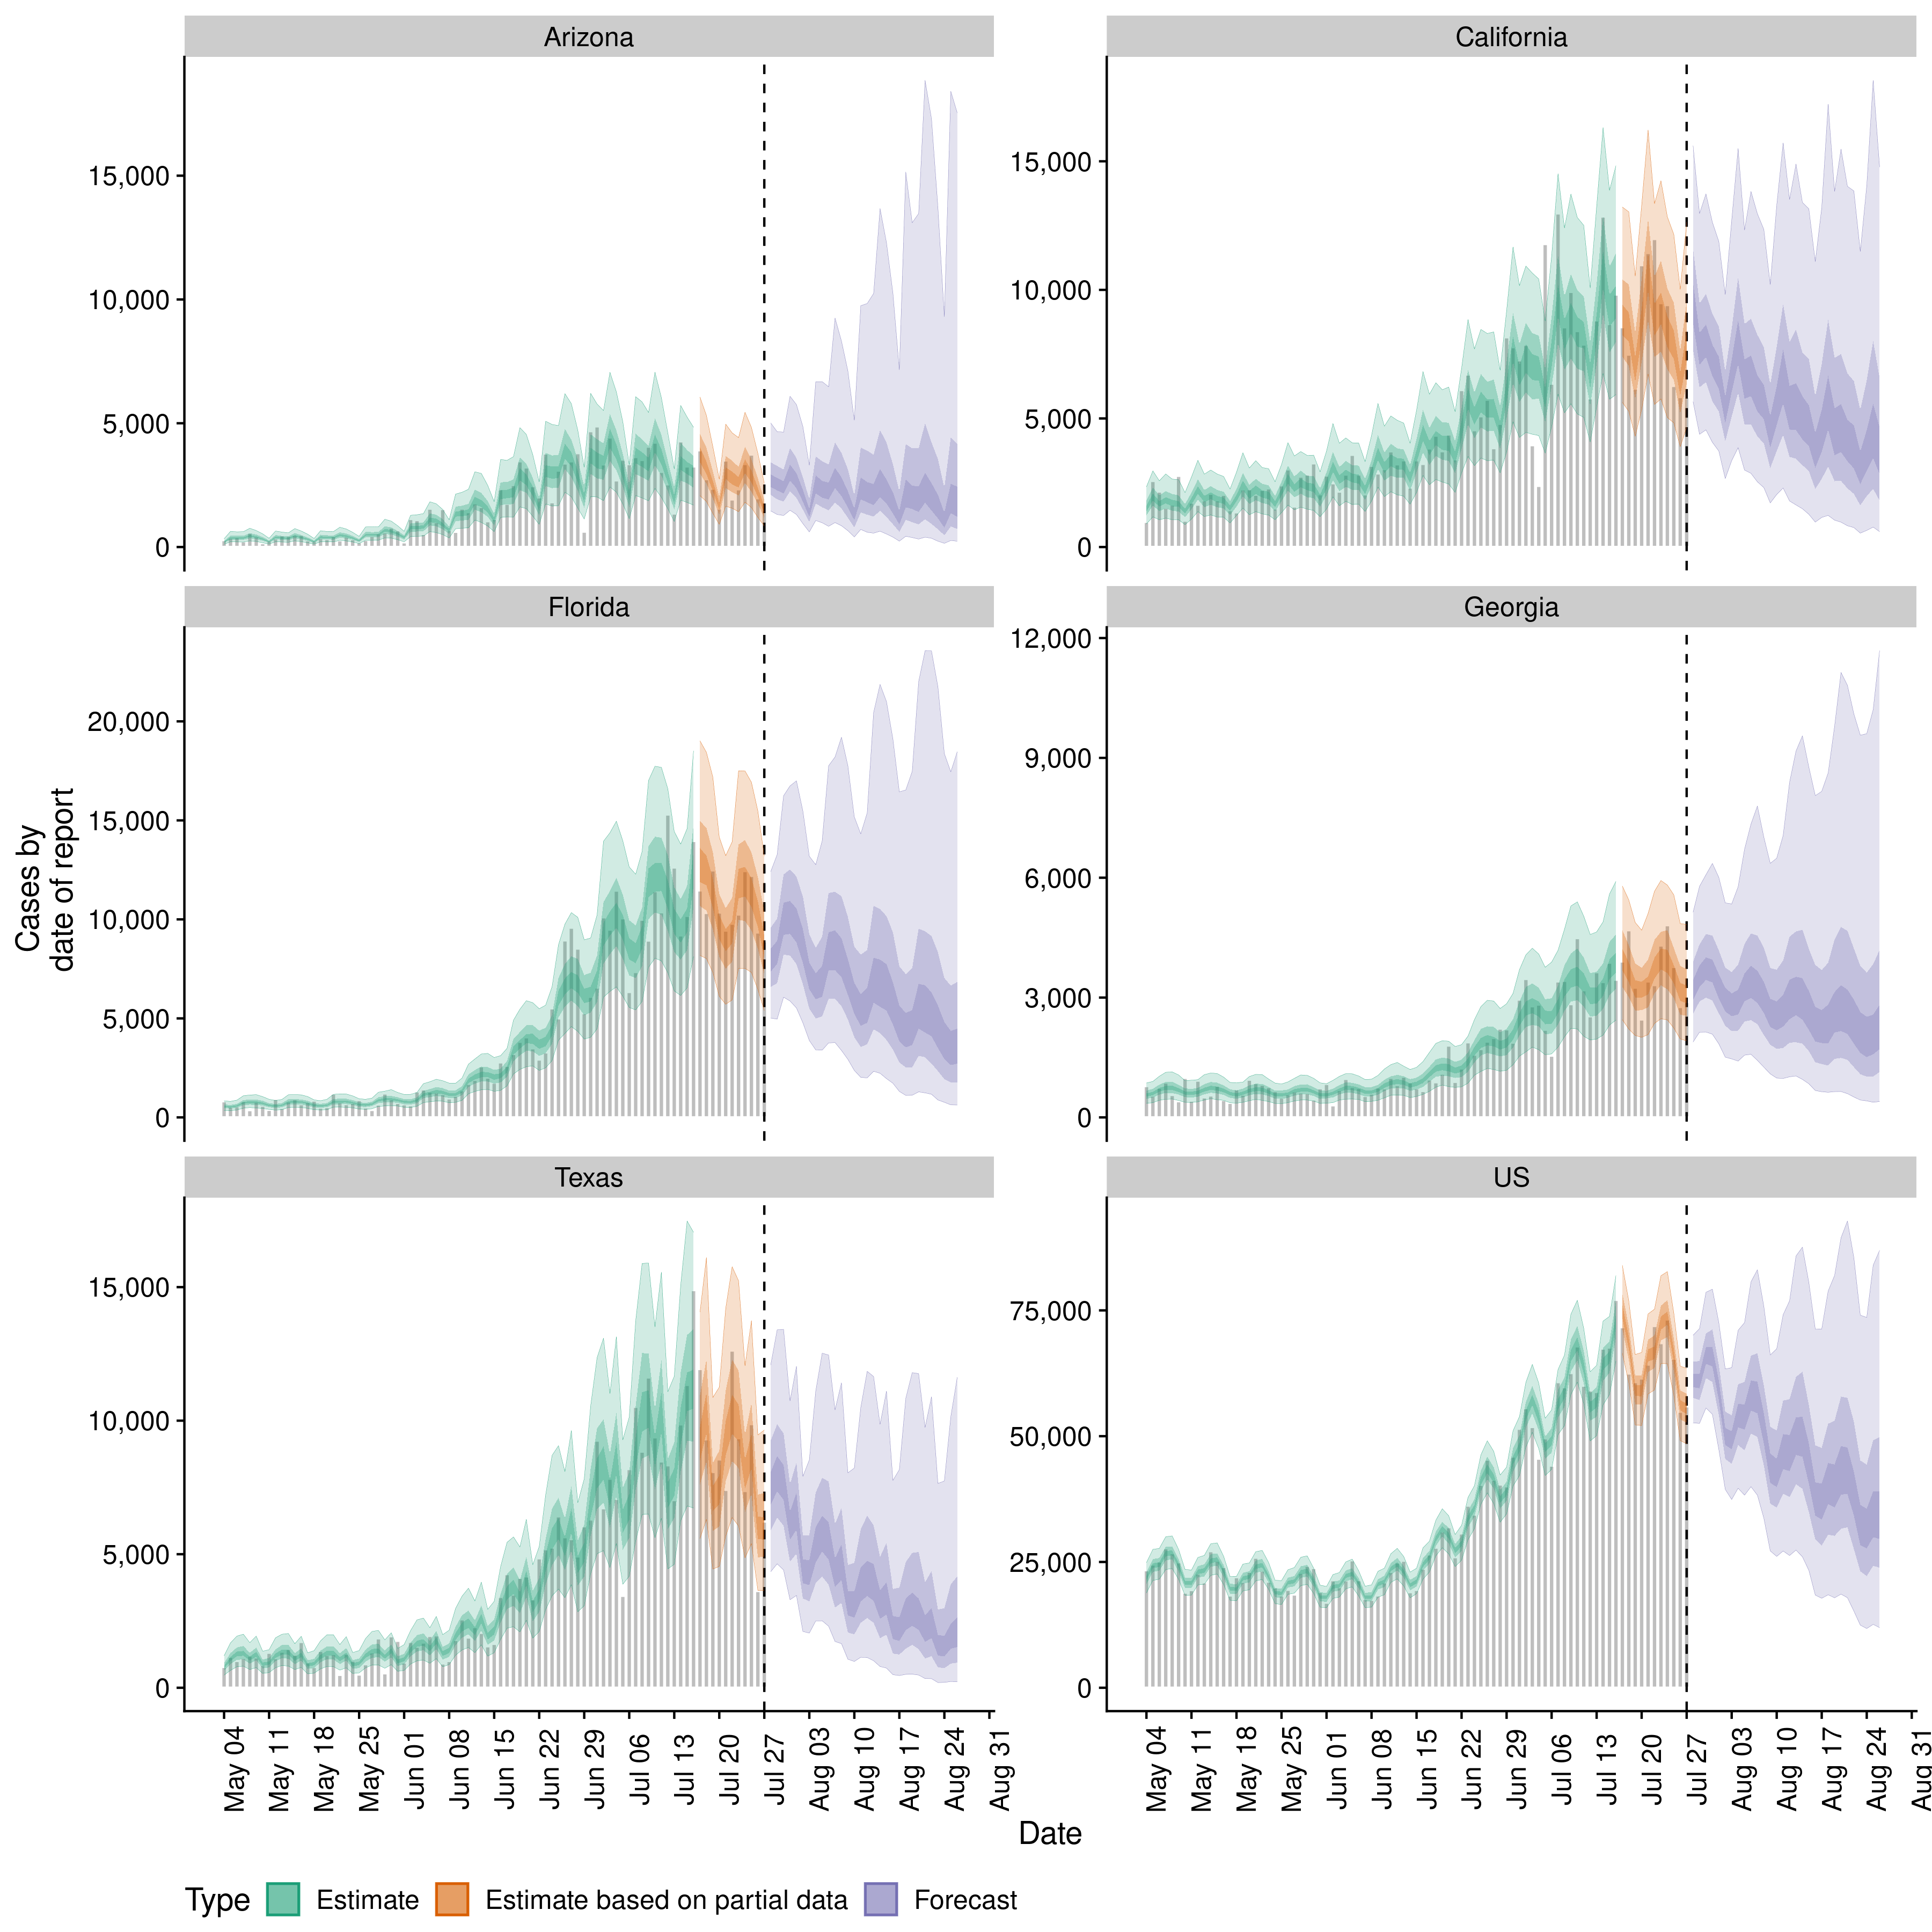 Arizona
California
15,000
10,000
5,000
0
15,000
10,000
5,000
0
Florida
Georgia
20,000
15,000
10,000
5,000
0
12,000
9,000
6,000
3,000
0
Texas
US
15,000
10,000
5,000
0
75,000
50,000
25,000
0
Cases by
date of report
May 04
May 11
May 18
May 25
Jun 01
Jun 08
Jun 15
Jun 22
Jun 29
Jul 06
Jul 13
Jul 20
Jul 27
Aug 03
Aug 10
Aug 17
Aug 24
Aug 31
May 04
May 11
May 18
May 25
Jun 01
Jun 08
Jun 15
Jun 22
Jun 29
Jul 06
Jul 13
Jul 20
Jul 27
Aug 03
Aug 10
Aug 17
Aug 24
Aug 31
Date
Type Estimate Estimate based on partial data Forecast